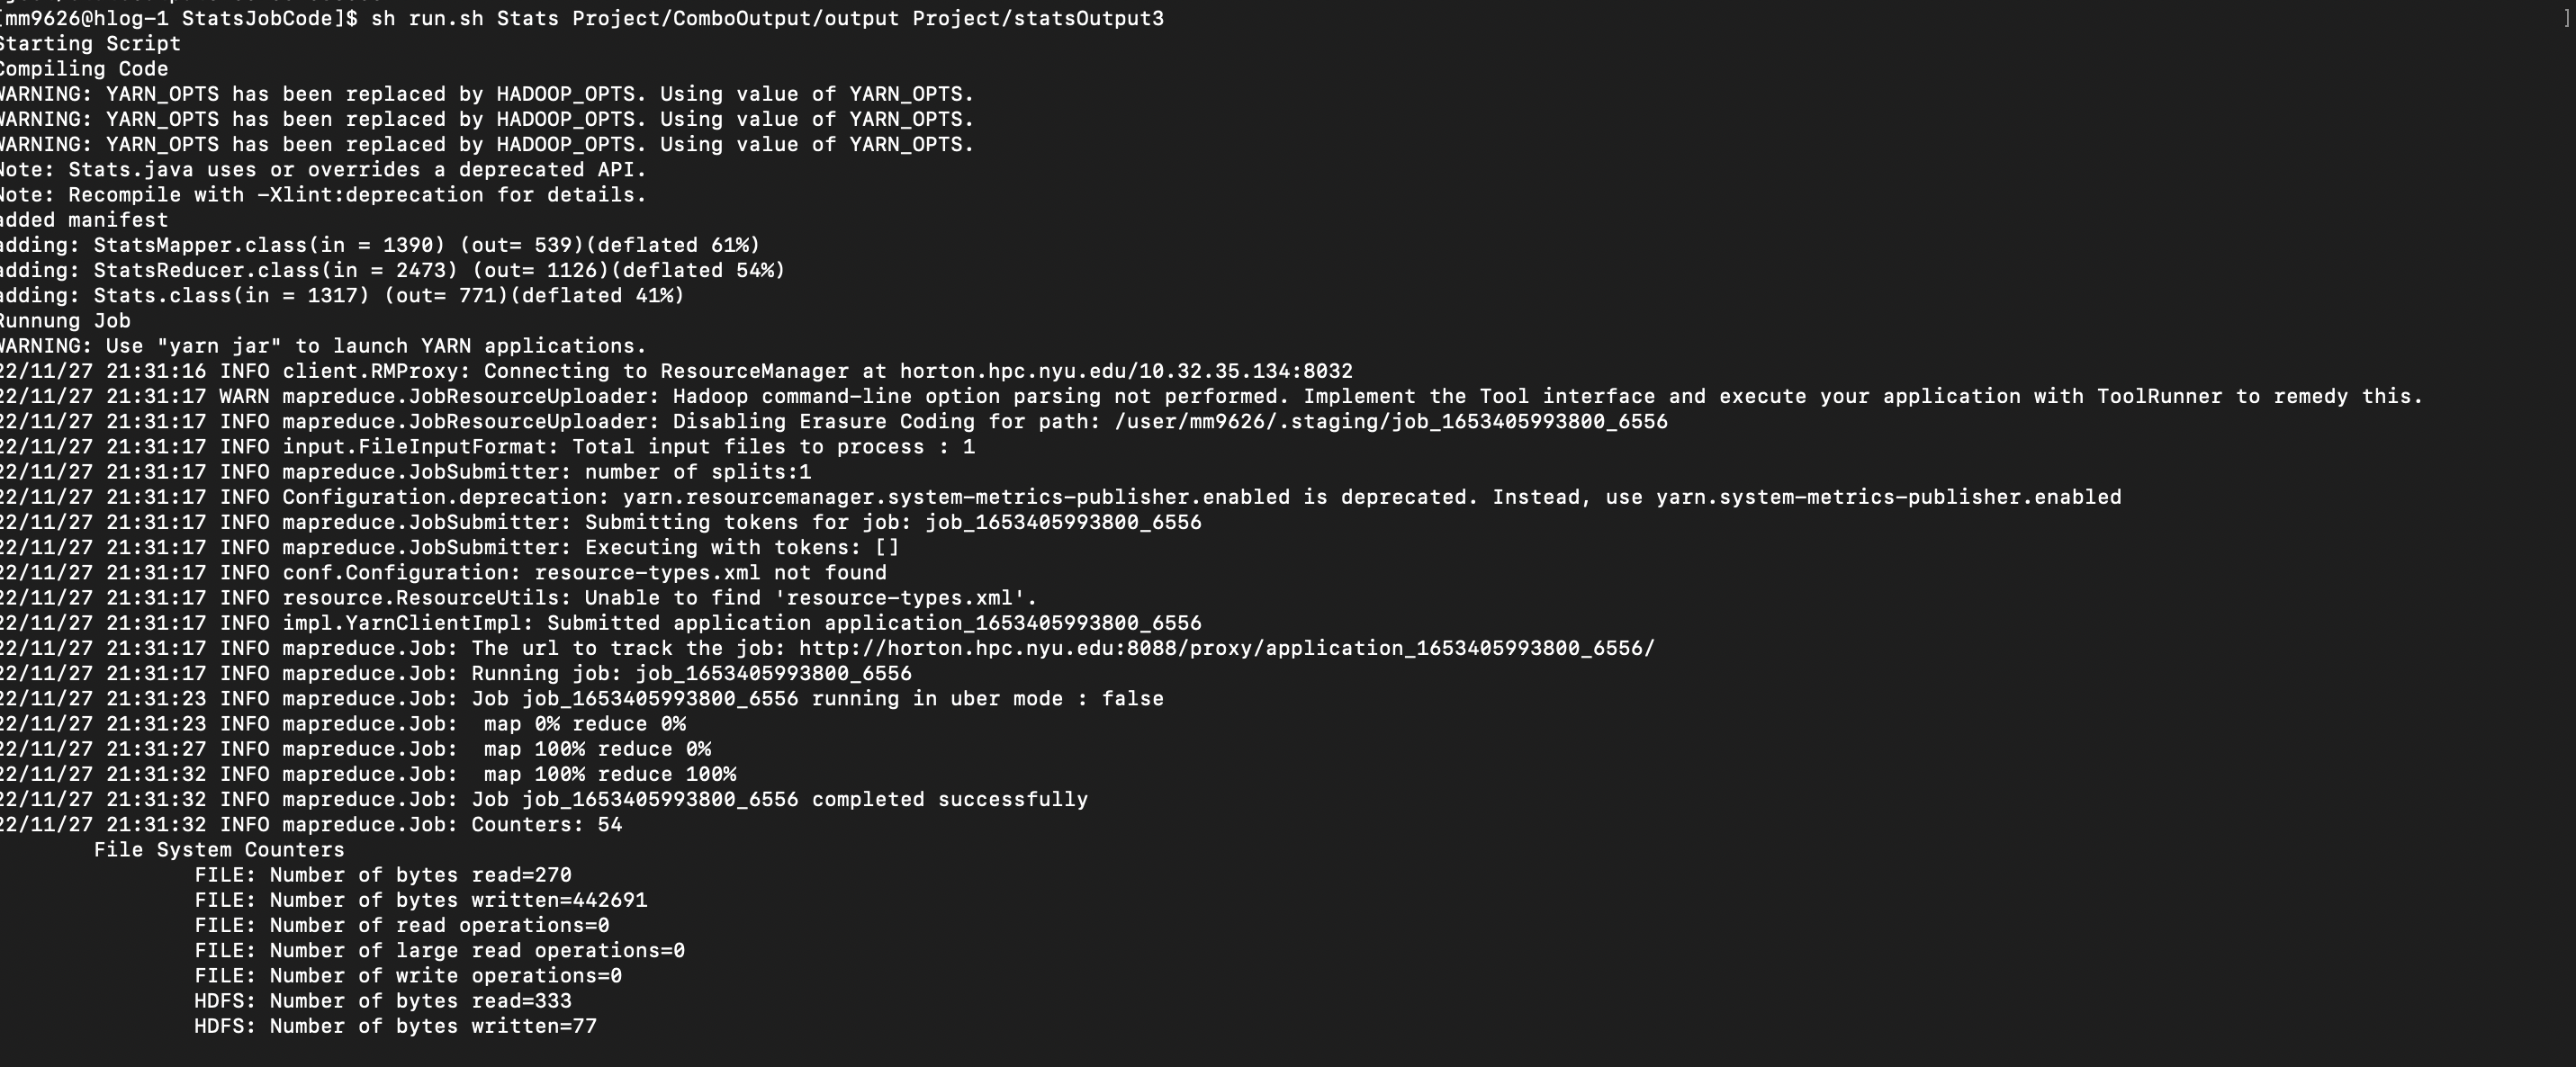 [mm9626@hlog-1 StatsJobCode]$ sh run.sh Stats Project/ComboOutput/output Project/statsOutput3 ]
Starting Script
Compiling Code
WARNING: YARN_OPTS has been replaced by HADOOP_OPTS. Using value of YARN_OPTS.
WARNING: YARN_OPTS has been replaced by HADOOP_OPTS. Using value of YARN_OPTS.
WARNING: YARN_OPTS has been replaced by HADOOP_OPTS. Using value of YARN_OPTS.
Note: Stats.java uses or overrides a deprecated API.
Note: Recompile with -Xlint:deprecation for details.
added manifest
adding: StatsMapper.class(in = 1390) (out= 539)(deflated 61%)
adding: StatsReducer.class(in = 2473) (out= 1126)(deflated 54%)
adding: Stats.class(in = 1317) (out= 771)(deflated 41%)
Runnung Job
WARNING: Use "yarn jar" to launch YARN applications.
22/11/27 21:31:16 INFO client.RMProxy: Connecting to ResourceManager at horton.hpc.nyu.edu/10.32.35.134:8032
22/11/27 21:31:17 WARN mapreduce.JobResourceUploader: Hadoop command-line option parsing not performed. Implement the Tool interface and execute your application with ToolRunner to remedy this.
22/11/27 21:31:17 INFO mapreduce.JobResourceUploader: Disabling Erasure Coding for path: /user/mm9626/.staging/job_1653405993800_6556
22/11/27 21:31:17 INFO input.FileInputFormat: Total input files to process : 1
22/11/27 21:31:17 INFO mapreduce.JobSubmitter: number of splits:1
22/11/27 21:31:17 INFO Configuration.deprecation: yarn.resourcemanager.system-metrics-publisher.enabled is deprecated. Instead, use yarn.system-metrics-publisher.enabled
22/11/27 21:31:17 INFO mapreduce.JobSubmitter: Submitting tokens for job: job_1653405993800_6556
22/11/27 21:31:17 INFO mapreduce.JobSubmitter: Executing with tokens: []
22/11/27 21:31:17 INFO conf.Configuration: resource-types.xml not found
22/11/27 21:31:17 INFO resource.ResourceUtils: Unable to find 'resource-types.xml'.
22/11/27 21:31:17 INFO impl.YarnClientImpl: Submitted application application_1653405993800_6556
22/11/27 21:31:17 INFO mapreduce.Job: The url to track the job: http://horton.hpc.nyu.edu:8088/proxy/application_1653405993800_6556/
22/11/27 21:31:17 INFO mapreduce.Job: Running job: job_1653405993800_6556
22/11/27 21:31:23 INFO mapreduce.Job: Job job_1653405993800_6556 running in uber mode : false
22/11/27 21:31:23 INFO mapreduce.Job:  map 0% reduce 0%
22/11/27 21:31:27 INFO mapreduce.Job:  map 100% reduce 0%
22/11/27 21:31:32 INFO mapreduce.Job:  map 100% reduce 100%
22/11/27 21:31:32 INFO mapreduce.Job: Job job_1653405993800_6556 completed successfully
22/11/27 21:31:32 INFO mapreduce.Job: Counters: 54
File System Counters
FILE: Number of bytes read=270
FILE: Number of bytes written=442691
FILE: Number of read operations=0
FILE: Number of large read operations=0
FILE: Number of write operations=0
HDFS: Number of bytes read=333
HDFS: Number of bytes written=77